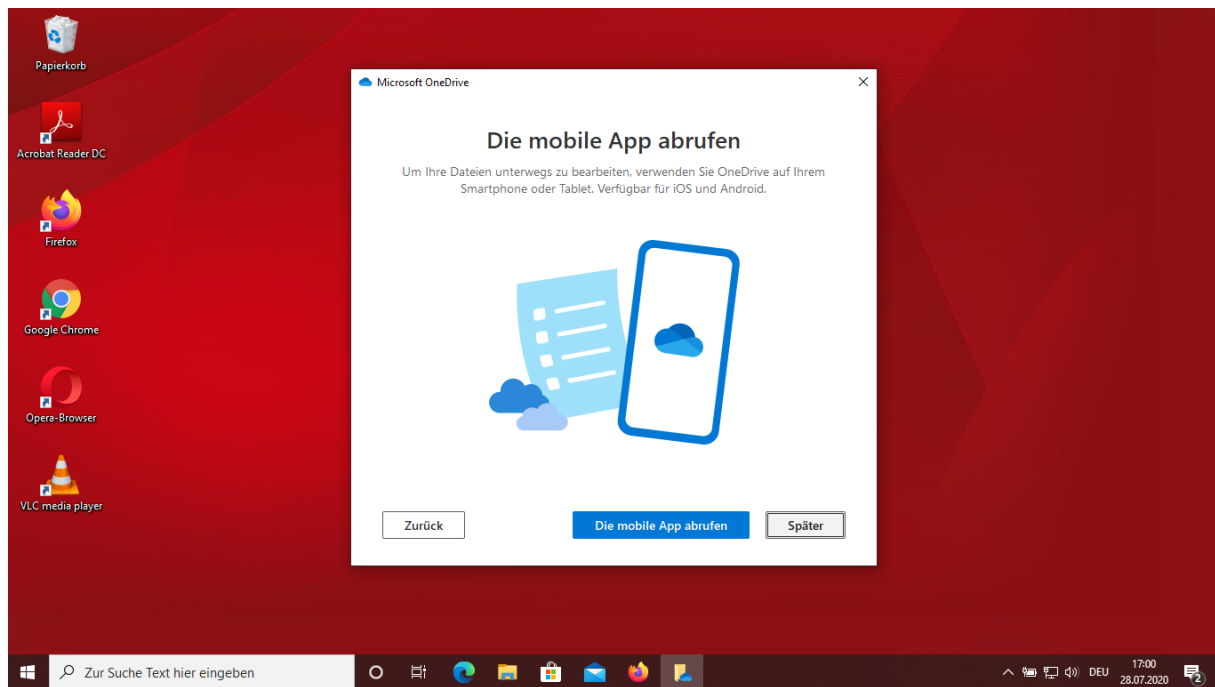 Papierkorb
Acrobat Reader DC
Firefox
Google Chrome
Opera-Browser
VLC media player
Microsoft OneDrive
Die mobile App abrufen
Um Ihre Dateien unterwegs zu bearbeiten, verwenden Sie OneDrive auf Ihrem
Smartphone oder Tablet. Verfügbar für iOS und Android.
Zurück
Die mobile App abrufen
Später
Zur Suche Text hier eingeben
DEU
17:00
28.07.2020
2